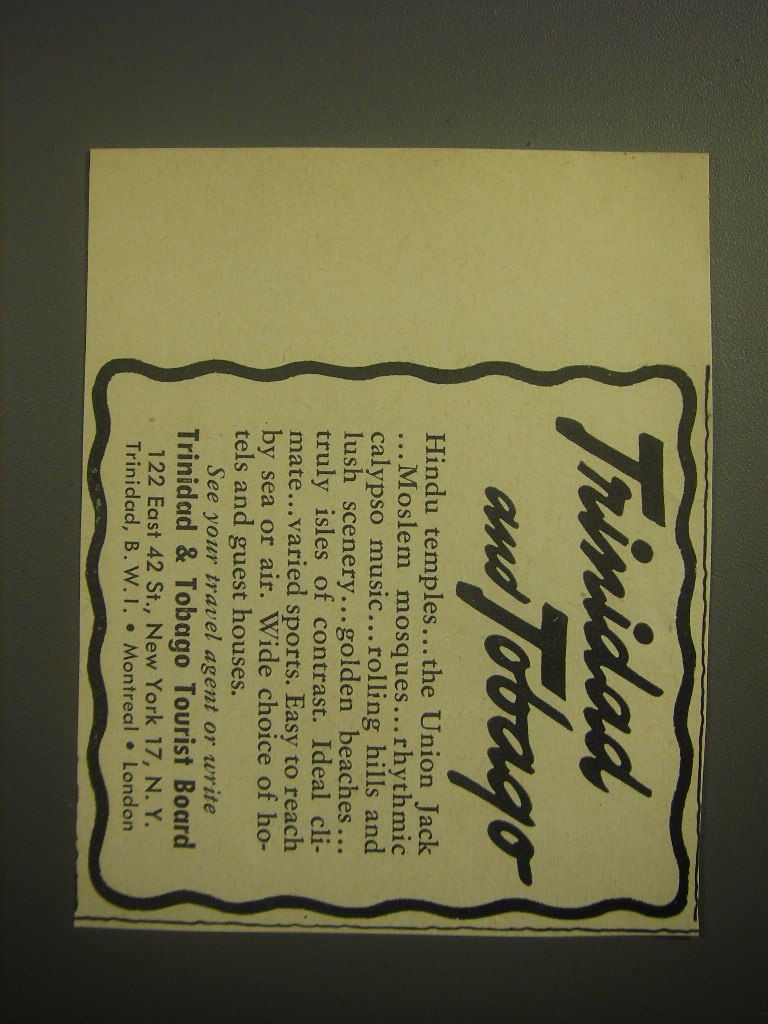 Trinidad
and Tobago
Hindu temples...the Union Jack
...Moslem mosques...rhythmic
calypso music...rolling hills and
lush scenery...golden beaches...
truly isles of contrast. Ideal cli-
mate...varied sports. Easy to reach
by sea or air. Wide choice of ho-
tels and guest houses.
See your travel agent or write
Trinidad & Tobago Tourist Board
122 East 42 St., New York 17, N. Y.
Trinidad, B. W. I. • Montreal • London